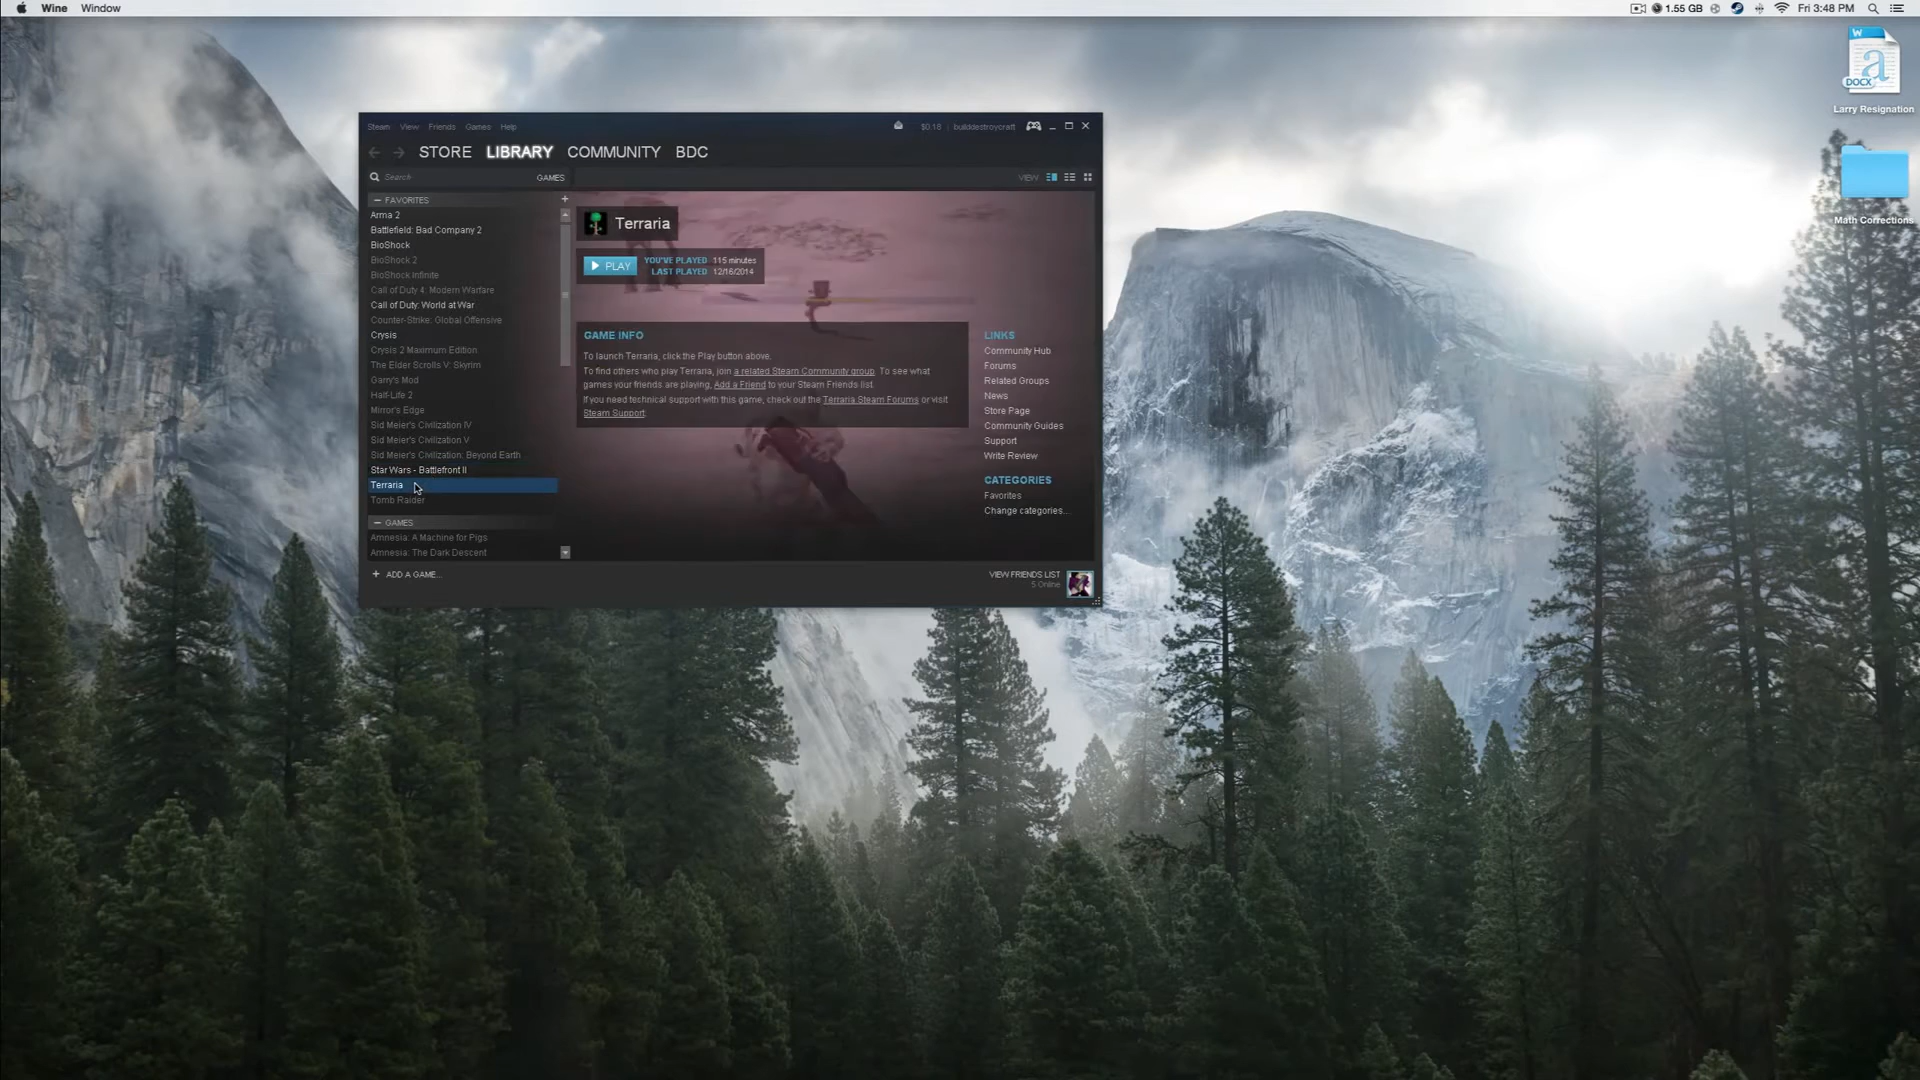 Wine Window
1.55 GB Fri 3:48 PM
W
a
DOCX
Larry Resignation
Math Corrections
Steam View Friends Games Help
$0.18 | builddestroycraft
STORE LIBRARY COMMUNITY BDC
Search GAMES
VIEW
FAVORITES
Arma 2
Battlefield: Bad Company 2
BioShock
BioShock 2
BioShock Infinite
Call of Duty 4: Modern Warfare
Call of Duty: World at War
Counter-Strike: Global Offensive
Crysis
Crysis 2 Maximum Edition
The Elder Scrolls V: Skyrim
Garry's Mod
Half-Life 2
Mirror's Edge
Sid Meier's Civilization IV
Sid Meier's Civilization V
Sid Meier's Civilization: Beyond Earth
Star Wars - Battlefront II
Terraria
Tomb Raider
GAMES
Amnesia: A Machine for Pigs
Amnesia: The Dark Descent
+ ADD A GAME...
Terraria
PLAY
YOU'VE PLAYED 115 minutes
LAST PLAYED 12/16/2014
GAME INFO
To launch Terraria, click the Play button above.
To find others who play Terraria, join a related Steam Community group. To see what
games your friends are playing, Add a Friend to your Steam Friends list.
If you need technical support with this game, check out the Terraria Steam Forums or visit
Steam Support.
LINKS
Community Hub
Forums
Related Groups
News
Store Page
Community Guides
Support
Write Review
CATEGORIES
Favorites
Change categories...
VIEW FRIENDS LIST
5 Online